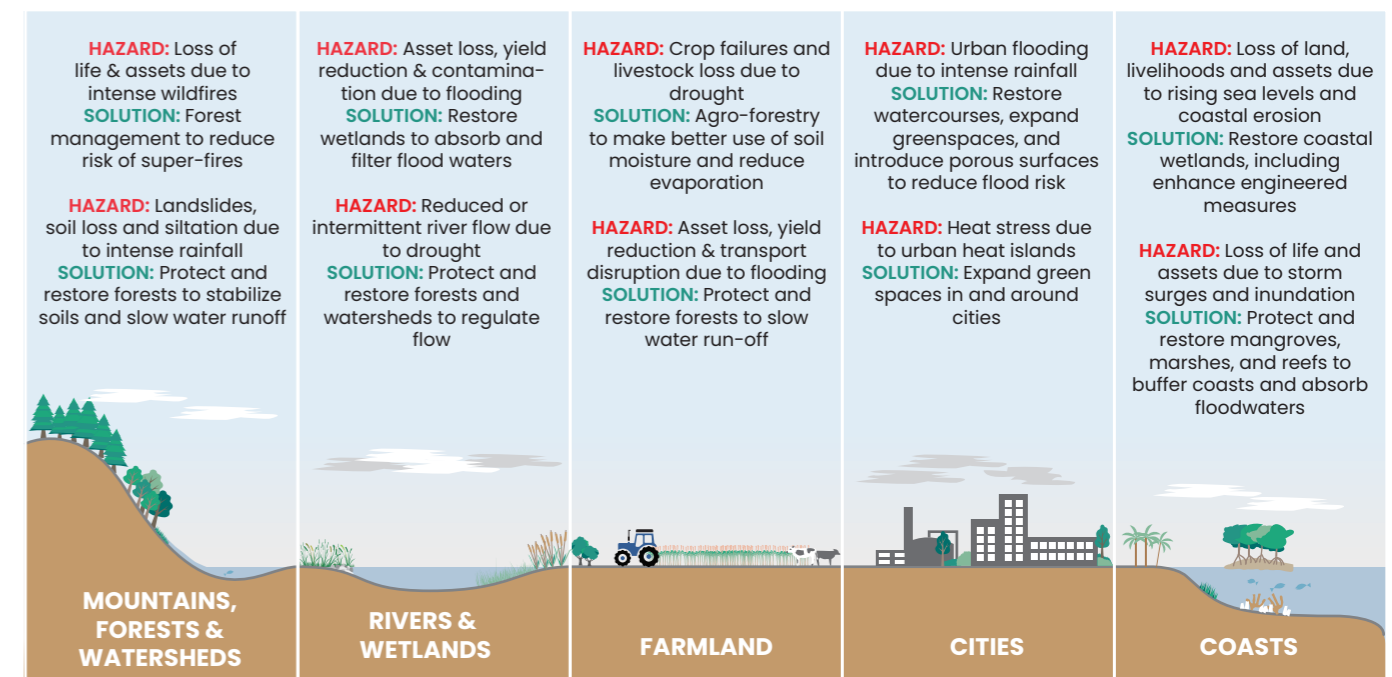 HAZARD: Loss of
life & assets due to
intense wildfires
SOLUTION: Forest
management to reduce
risk of super-fires
HAZARD: Landslides,
soil loss and siltation due
to intense rainfall
SOLUTION: Protect and
restore forests to stabilize
soils and slow water runoff
MOUNTAINS,
FORESTS &
WATERSHEDS
HAZARD: Asset loss, yield
reduction & contamina-
tion due to flooding
SOLUTION: Restore
wetlands to absorb and
filter flood waters
HAZARD: Reduced or
intermittent river flow due
to drought
SOLUTION: Protect and
restore forests and
watersheds to regulate
flow
RIVERS &
WETLANDS
HAZARD: Crop failures and
livestock loss due to
drought
SOLUTION: Agro-forestry
to make better use of soil
moisture and reduce
evaporation
HAZARD: Asset loss, yield
reduction & transport
disruption due to flooding
SOLUTION: Protect and
restore forests to slow
water run-off
FARMLAND
HAZARD: Urban flooding
due to intense rainfall
SOLUTION: Restore
watercourses, expand
greenspaces, and
introduce porous surfaces
to reduce flood risk
HAZARD: Heat stress due
to urban heat islands
SOLUTION: Expand green
spaces in and around
cities
CITIES
HAZARD: Loss of land,
livelihoods and assets due
to rising sea levels and
coastal erosion
SOLUTION: Restore coastal
wetlands, including
enhance engineered
measures
HAZARD: Loss of life and
assets due to storm
surges and inundation
SOLUTION: Protect and
restore mangroves,
marshes, and reefs to
buffer coasts and absorb
floodwaters
COASTS